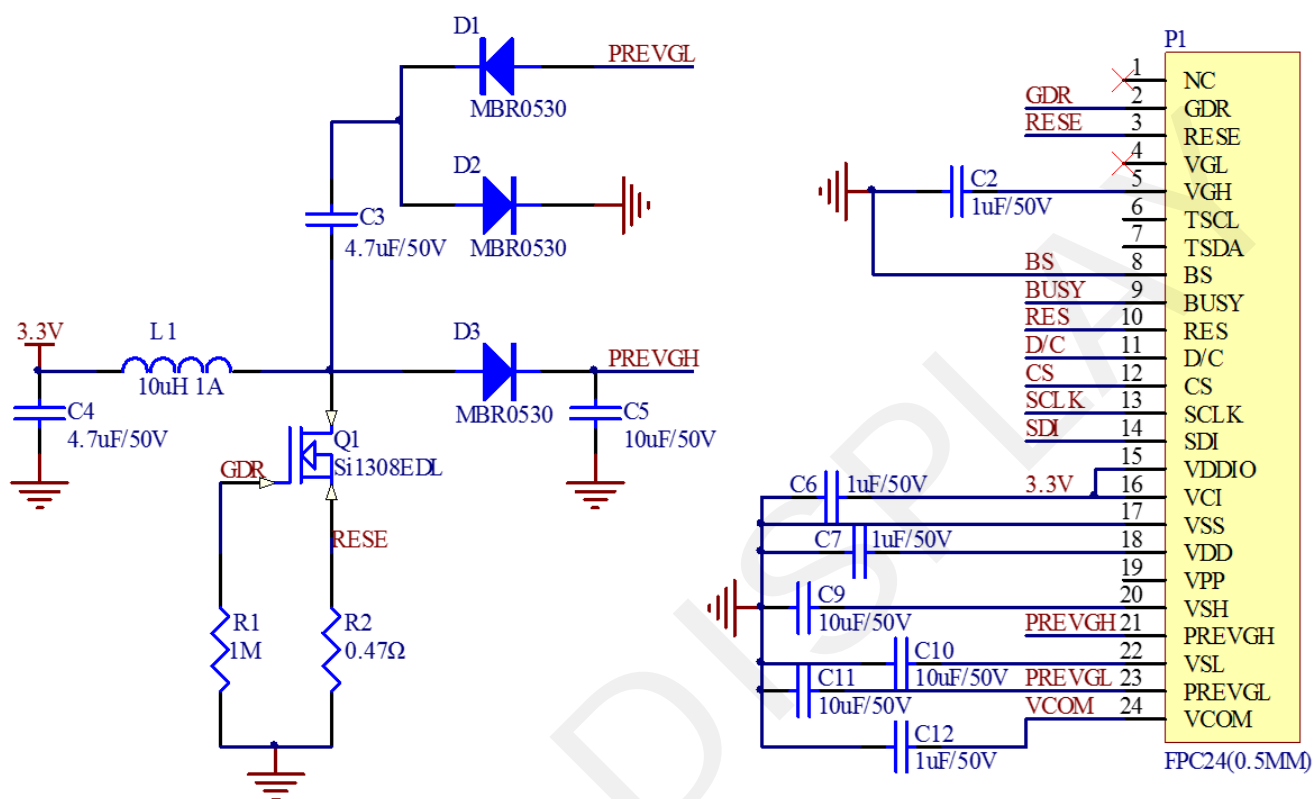 D1
PREVGL
MBR0530
D2
MBR0530
C3
4.7uF/50V
3.3V
L1
10uH 1A
D3
PREVGH
MBR0530
C4
4.7uF/50V
C5
10uF/50V
Q1
Si1308EDL
GDR
RESE
R1
1M
R2
0.47Ω
P1
1 NC
GDR 2 GDR
RESE 3 RESE
4 VGL
C2
1uF/50V
5 VGH
6 TSCL
7 TSDA
BS 8 BS
BUSY 9 BUSY
RES 10 RES
D/C 11 D/C
CS 12 CS
SCLK 13 SCLK
SDI 14 SDI
15 VDDIO
C6 1uF/50V 3.3V 16 VCI
17 VSS
C7 1uF/50V 18 VDD
19 VPP
C9
10uF/50V
20 VSH
PREVGH 21 PREVGH
C10
10uF/50V
22 VSL
C11
10uF/50V
PREVGL 23 PREVGL
VCOM 24 VCOM
C12
1uF/50V
FPC24(0.5MM)
DISPLAY